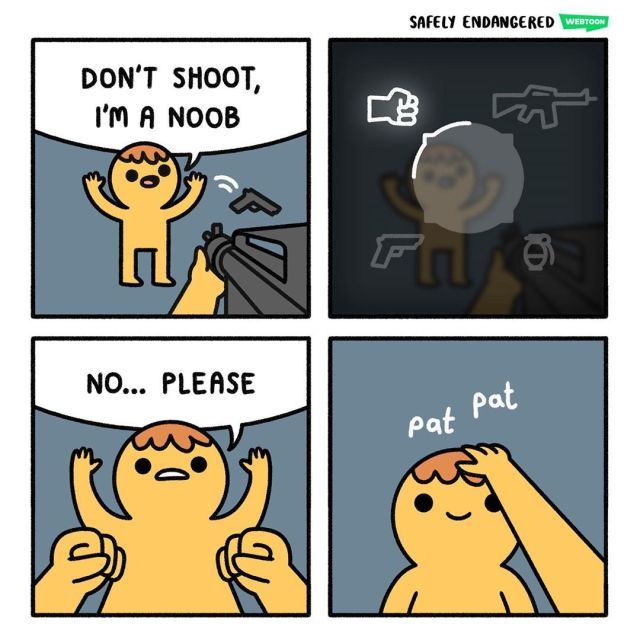 SAFELY ENDANGERED WEBTOON
DON'T SHOOT,
I'M A NOOB
NO... PLEASE
pat pat